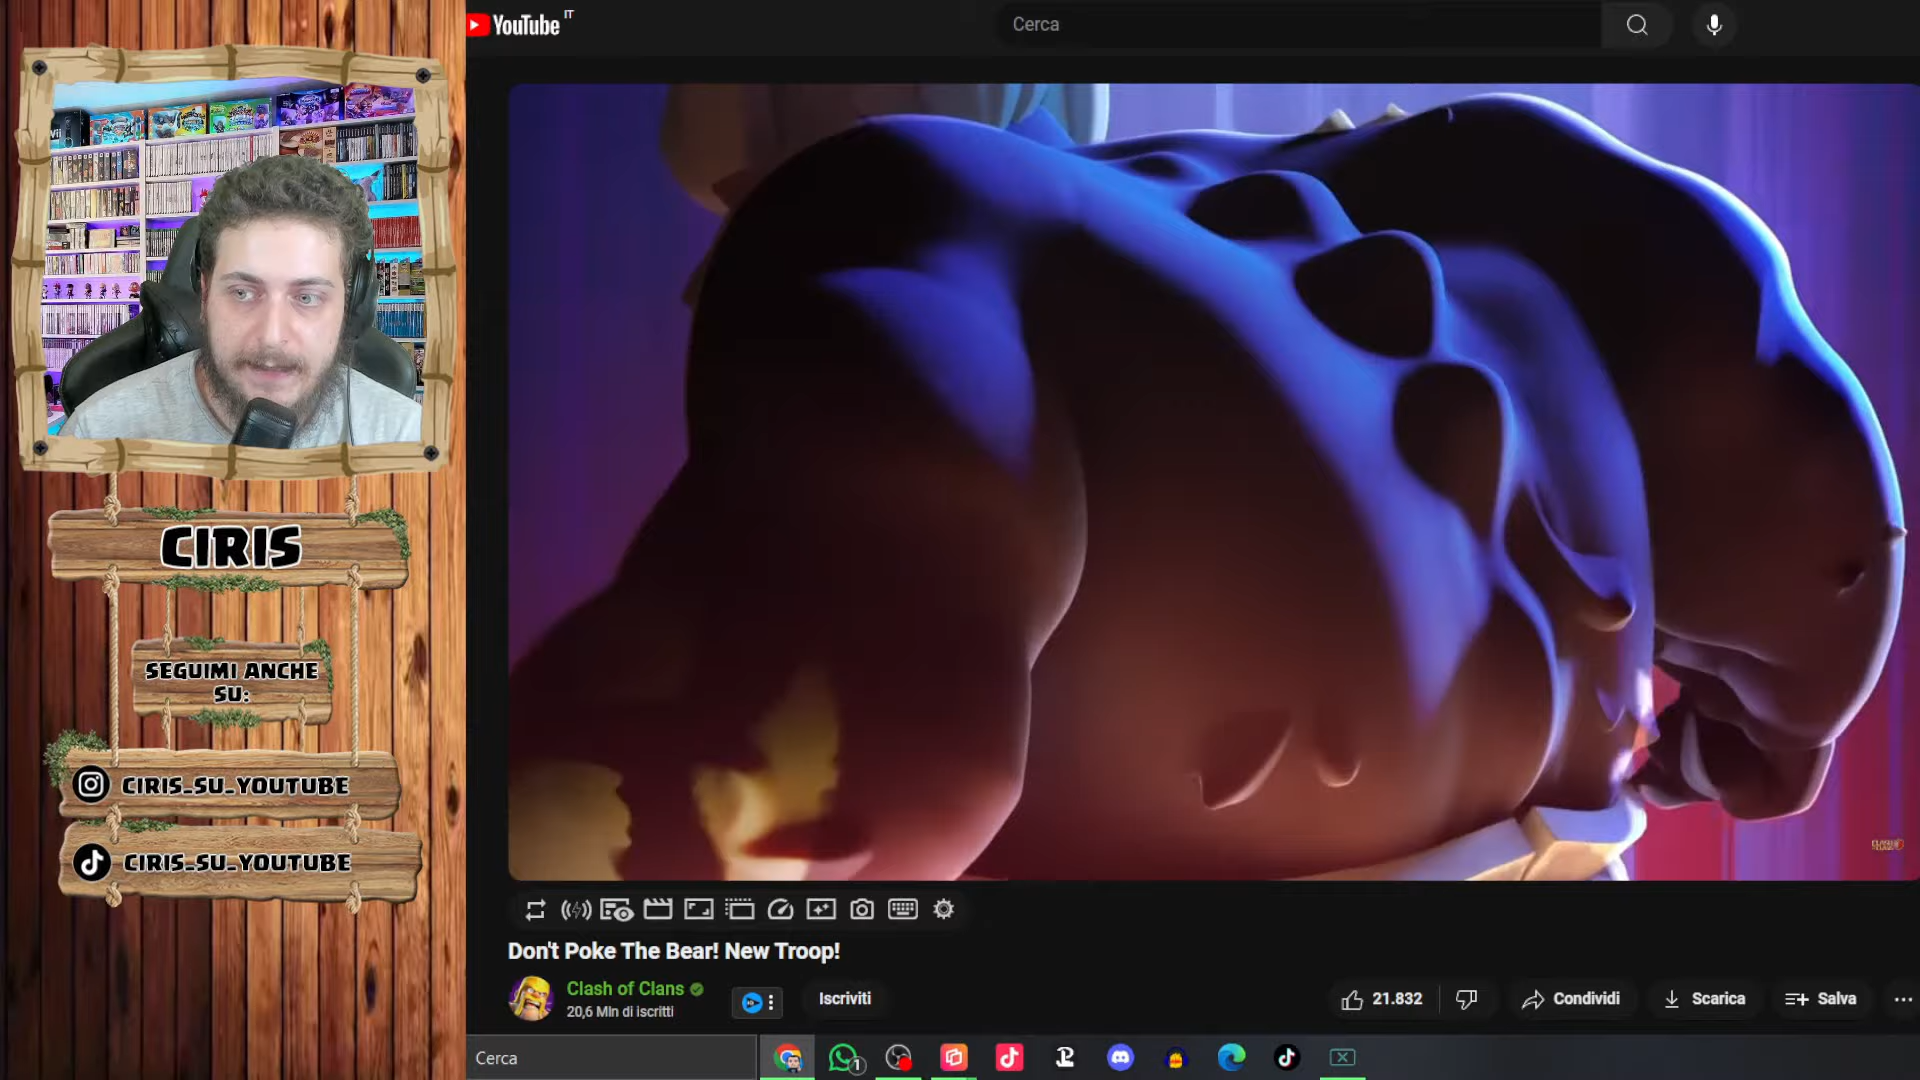 YouTube IT
Cerca
CIRIS
SEGUIMI ANCHE
SU:
CIRIS_SU_YOUTUBE
CIRIS_SU_YOUTUBE
Don't Poke The Bear! New Troop!
Clash of Clans
20,6 Mln di iscritti
Iscriviti
21.832
Condividi
Scarica
Salva
Cerca
1